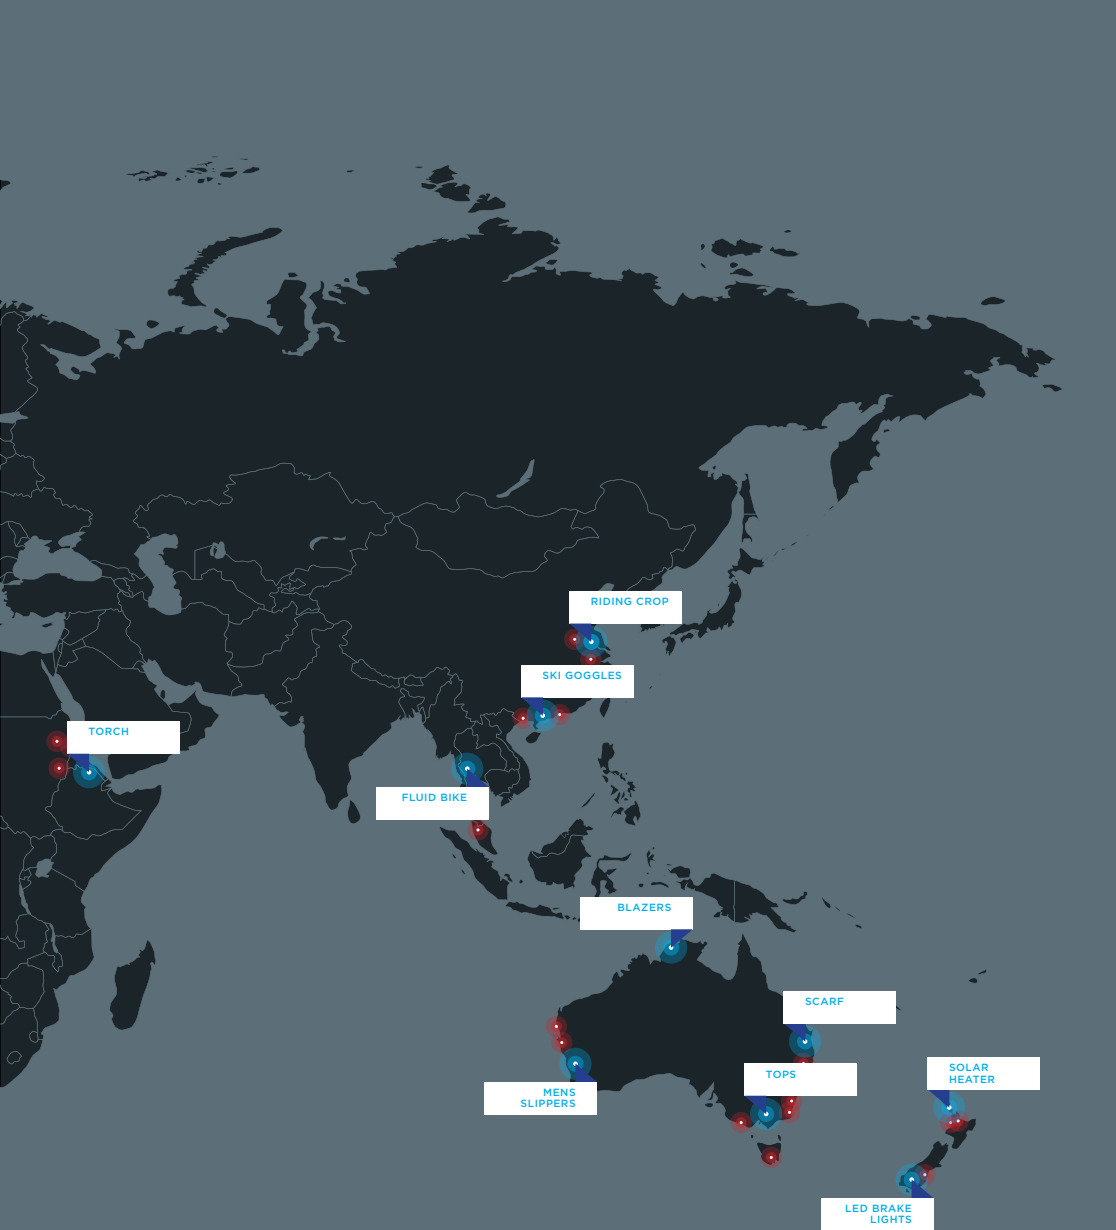 RIDING CROP
SKI GOGGLES
TORCH
FLUID BIKE
BLAZERS
SCARF
SOLAR
HEATER
TOPS
MENS
SLIPPERS
LED BRAKE
LIGHTS